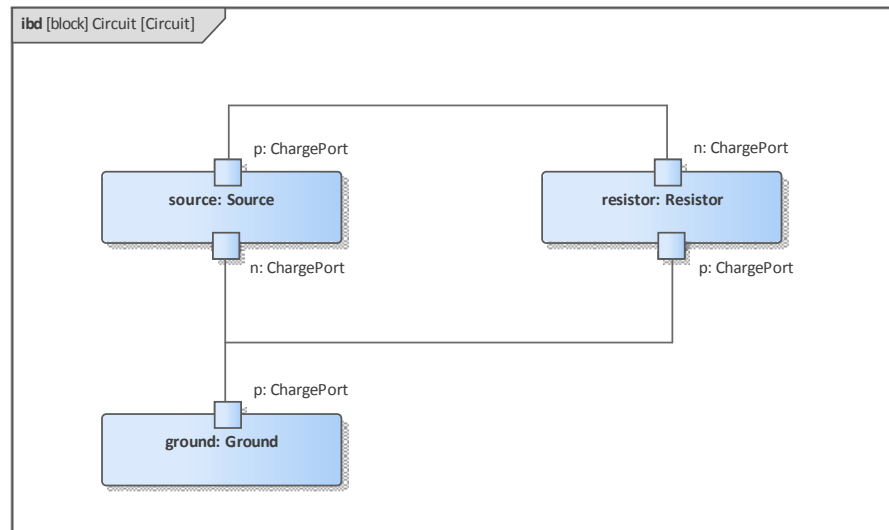 ibd [block] Circuit [Circuit]
p: ChargePort
n: ChargePort
source: Source
resistor: Resistor
n: ChargePort
p: ChargePort
p: ChargePort
ground: Ground